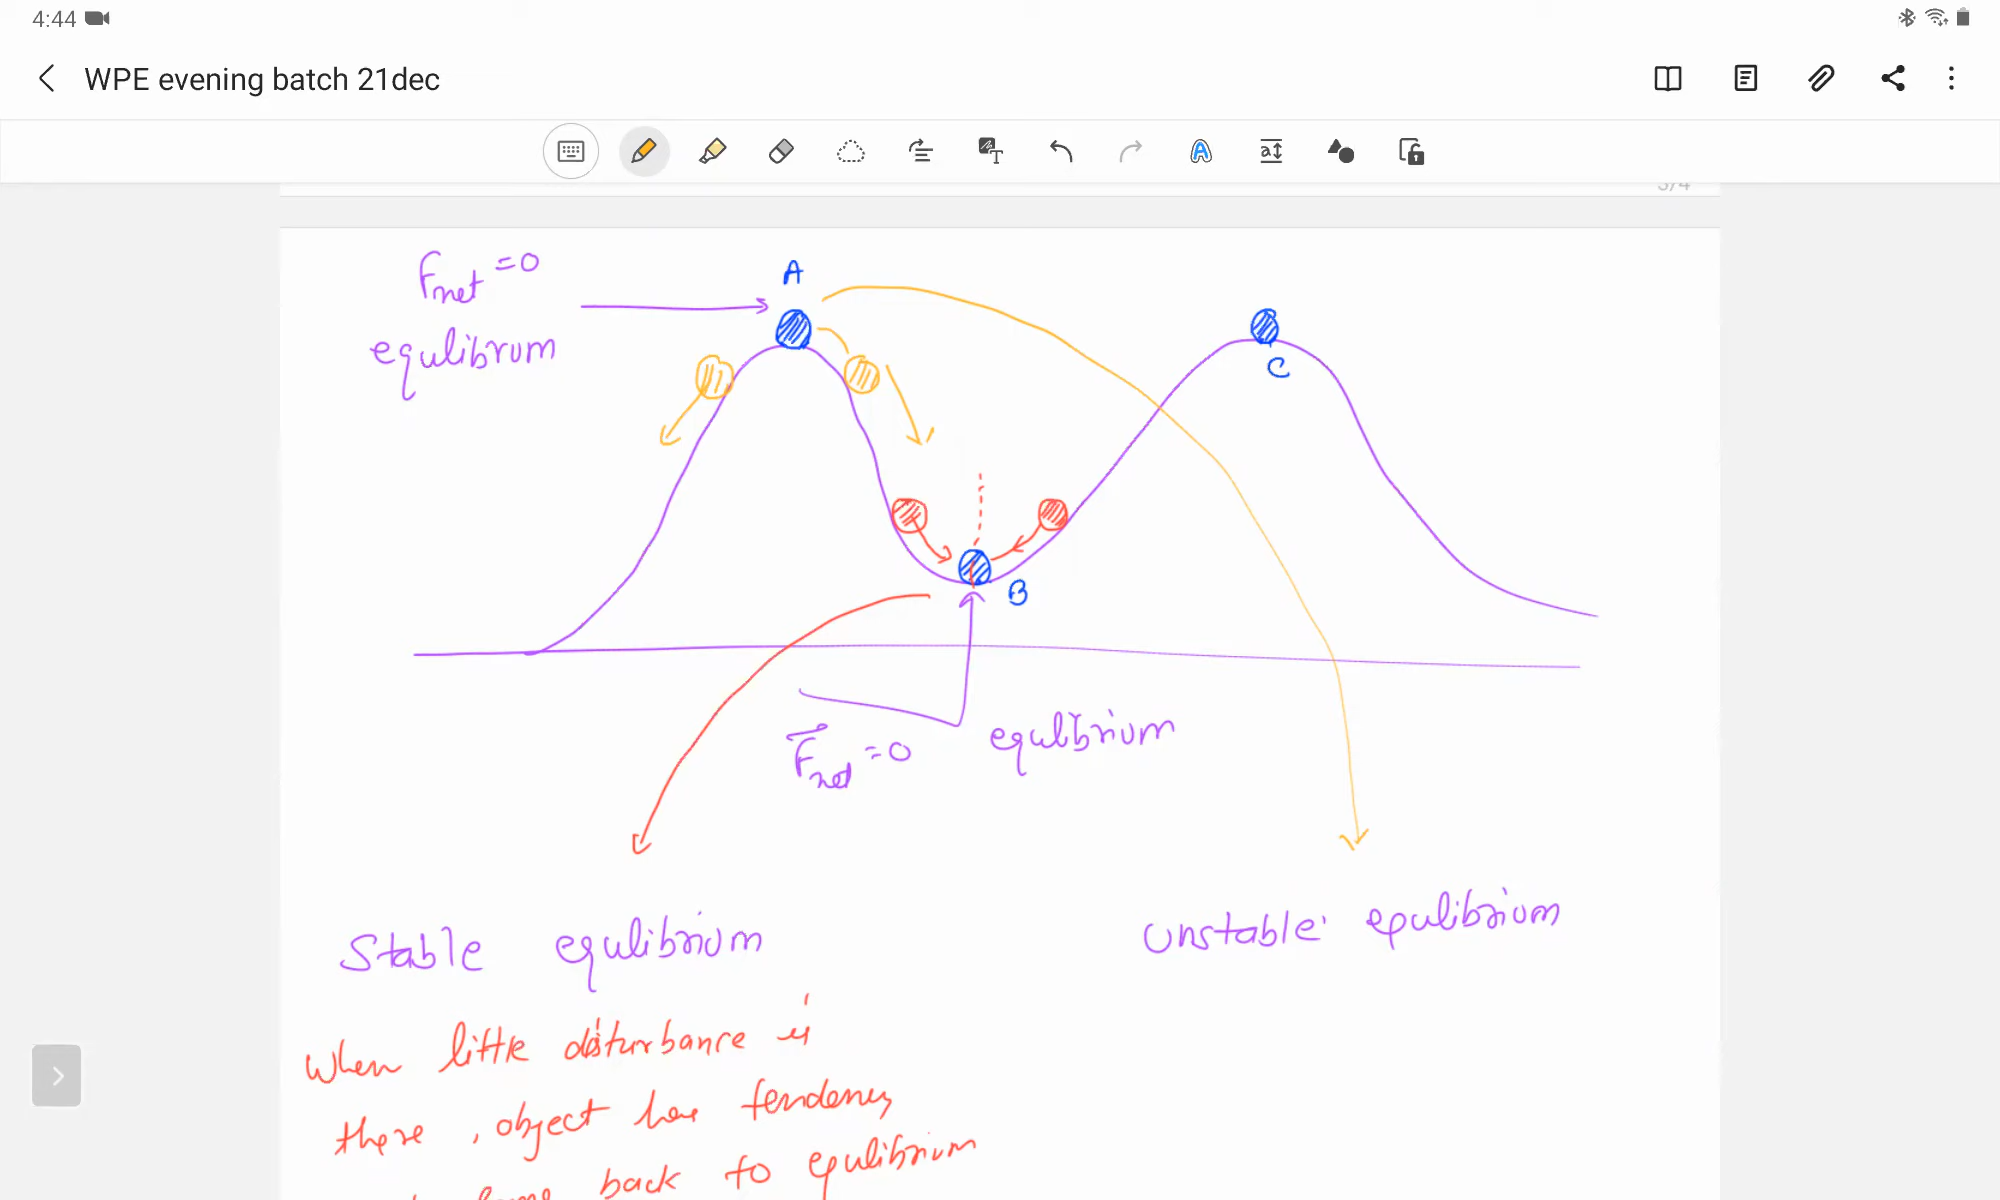 4:44
WPE evening batch 21dec
Fnet =0
equlibrum
A
C
B
Fnet =0 equlibrium
Stable equlibrium
Unstable equlibrium
When little disturbance is
there , object has tendency
back to equlibrium